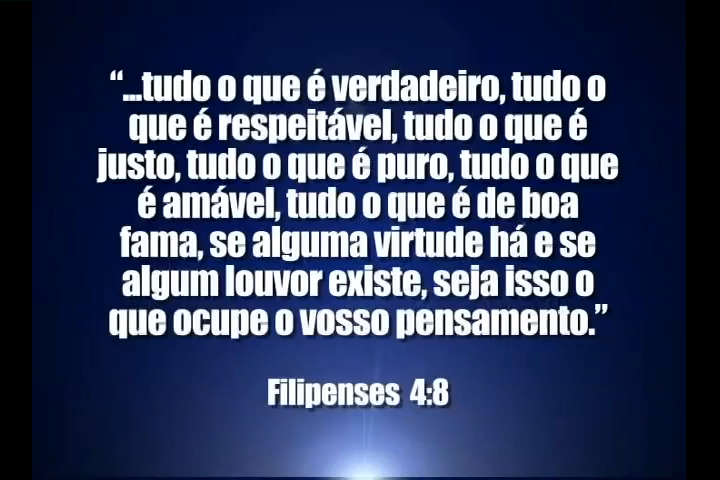 “...tudo o que é verdadeiro, tudo o
que é respeitável, tudo o que é
justo, tudo o que é puro, tudo o que
é amável, tudo o que é de boa
fama, se alguma virtude há e se
algum louvor existe, seja isso o
que ocupe o vosso pensamento.”
Filipenses 4:8